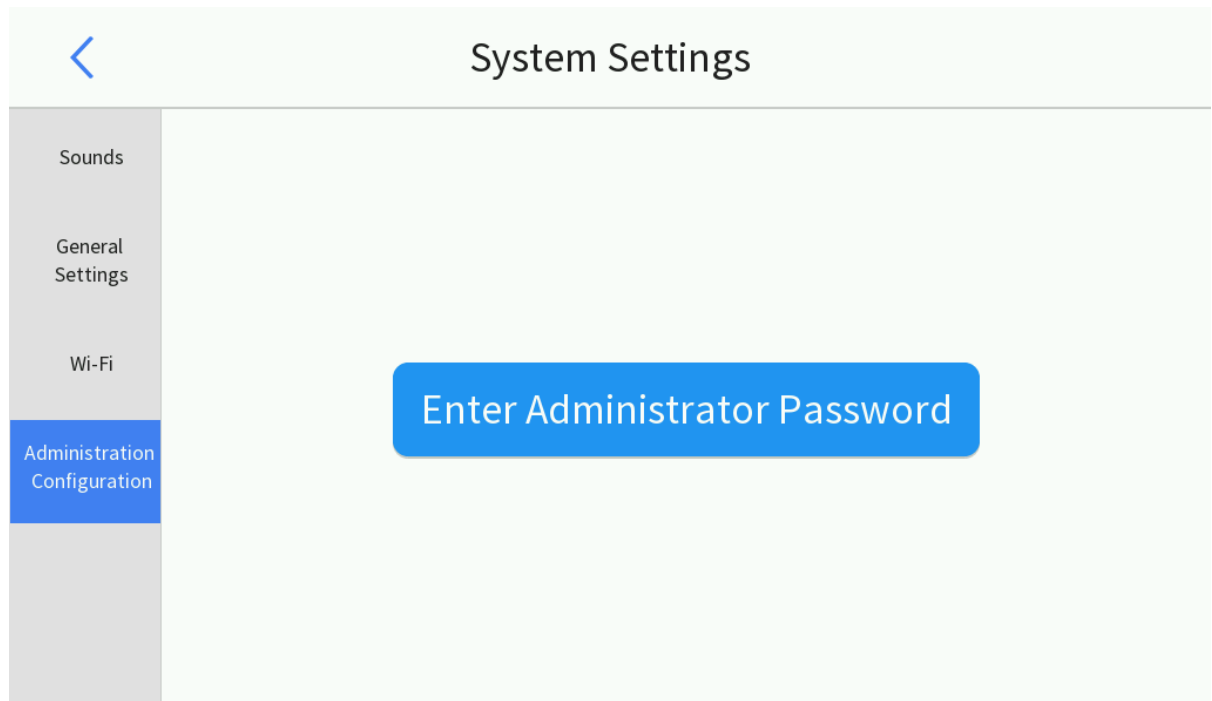 System Settings
Sounds
General
Settings
Wi-Fi
Administration
Configuration
Enter Administrator Password